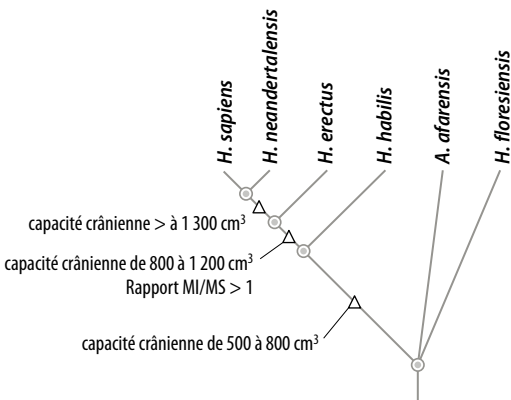 H. sapiens
H. neandertalensis
H. erectus
H. habilis
A. afarensis
H. floresiensis
capacité crânienne > à 1 300 cm³
capacité crânienne de 800 à 1 200 cm³
Rapport MI/MS > 1
capacité crânienne de 500 à 800 cm³